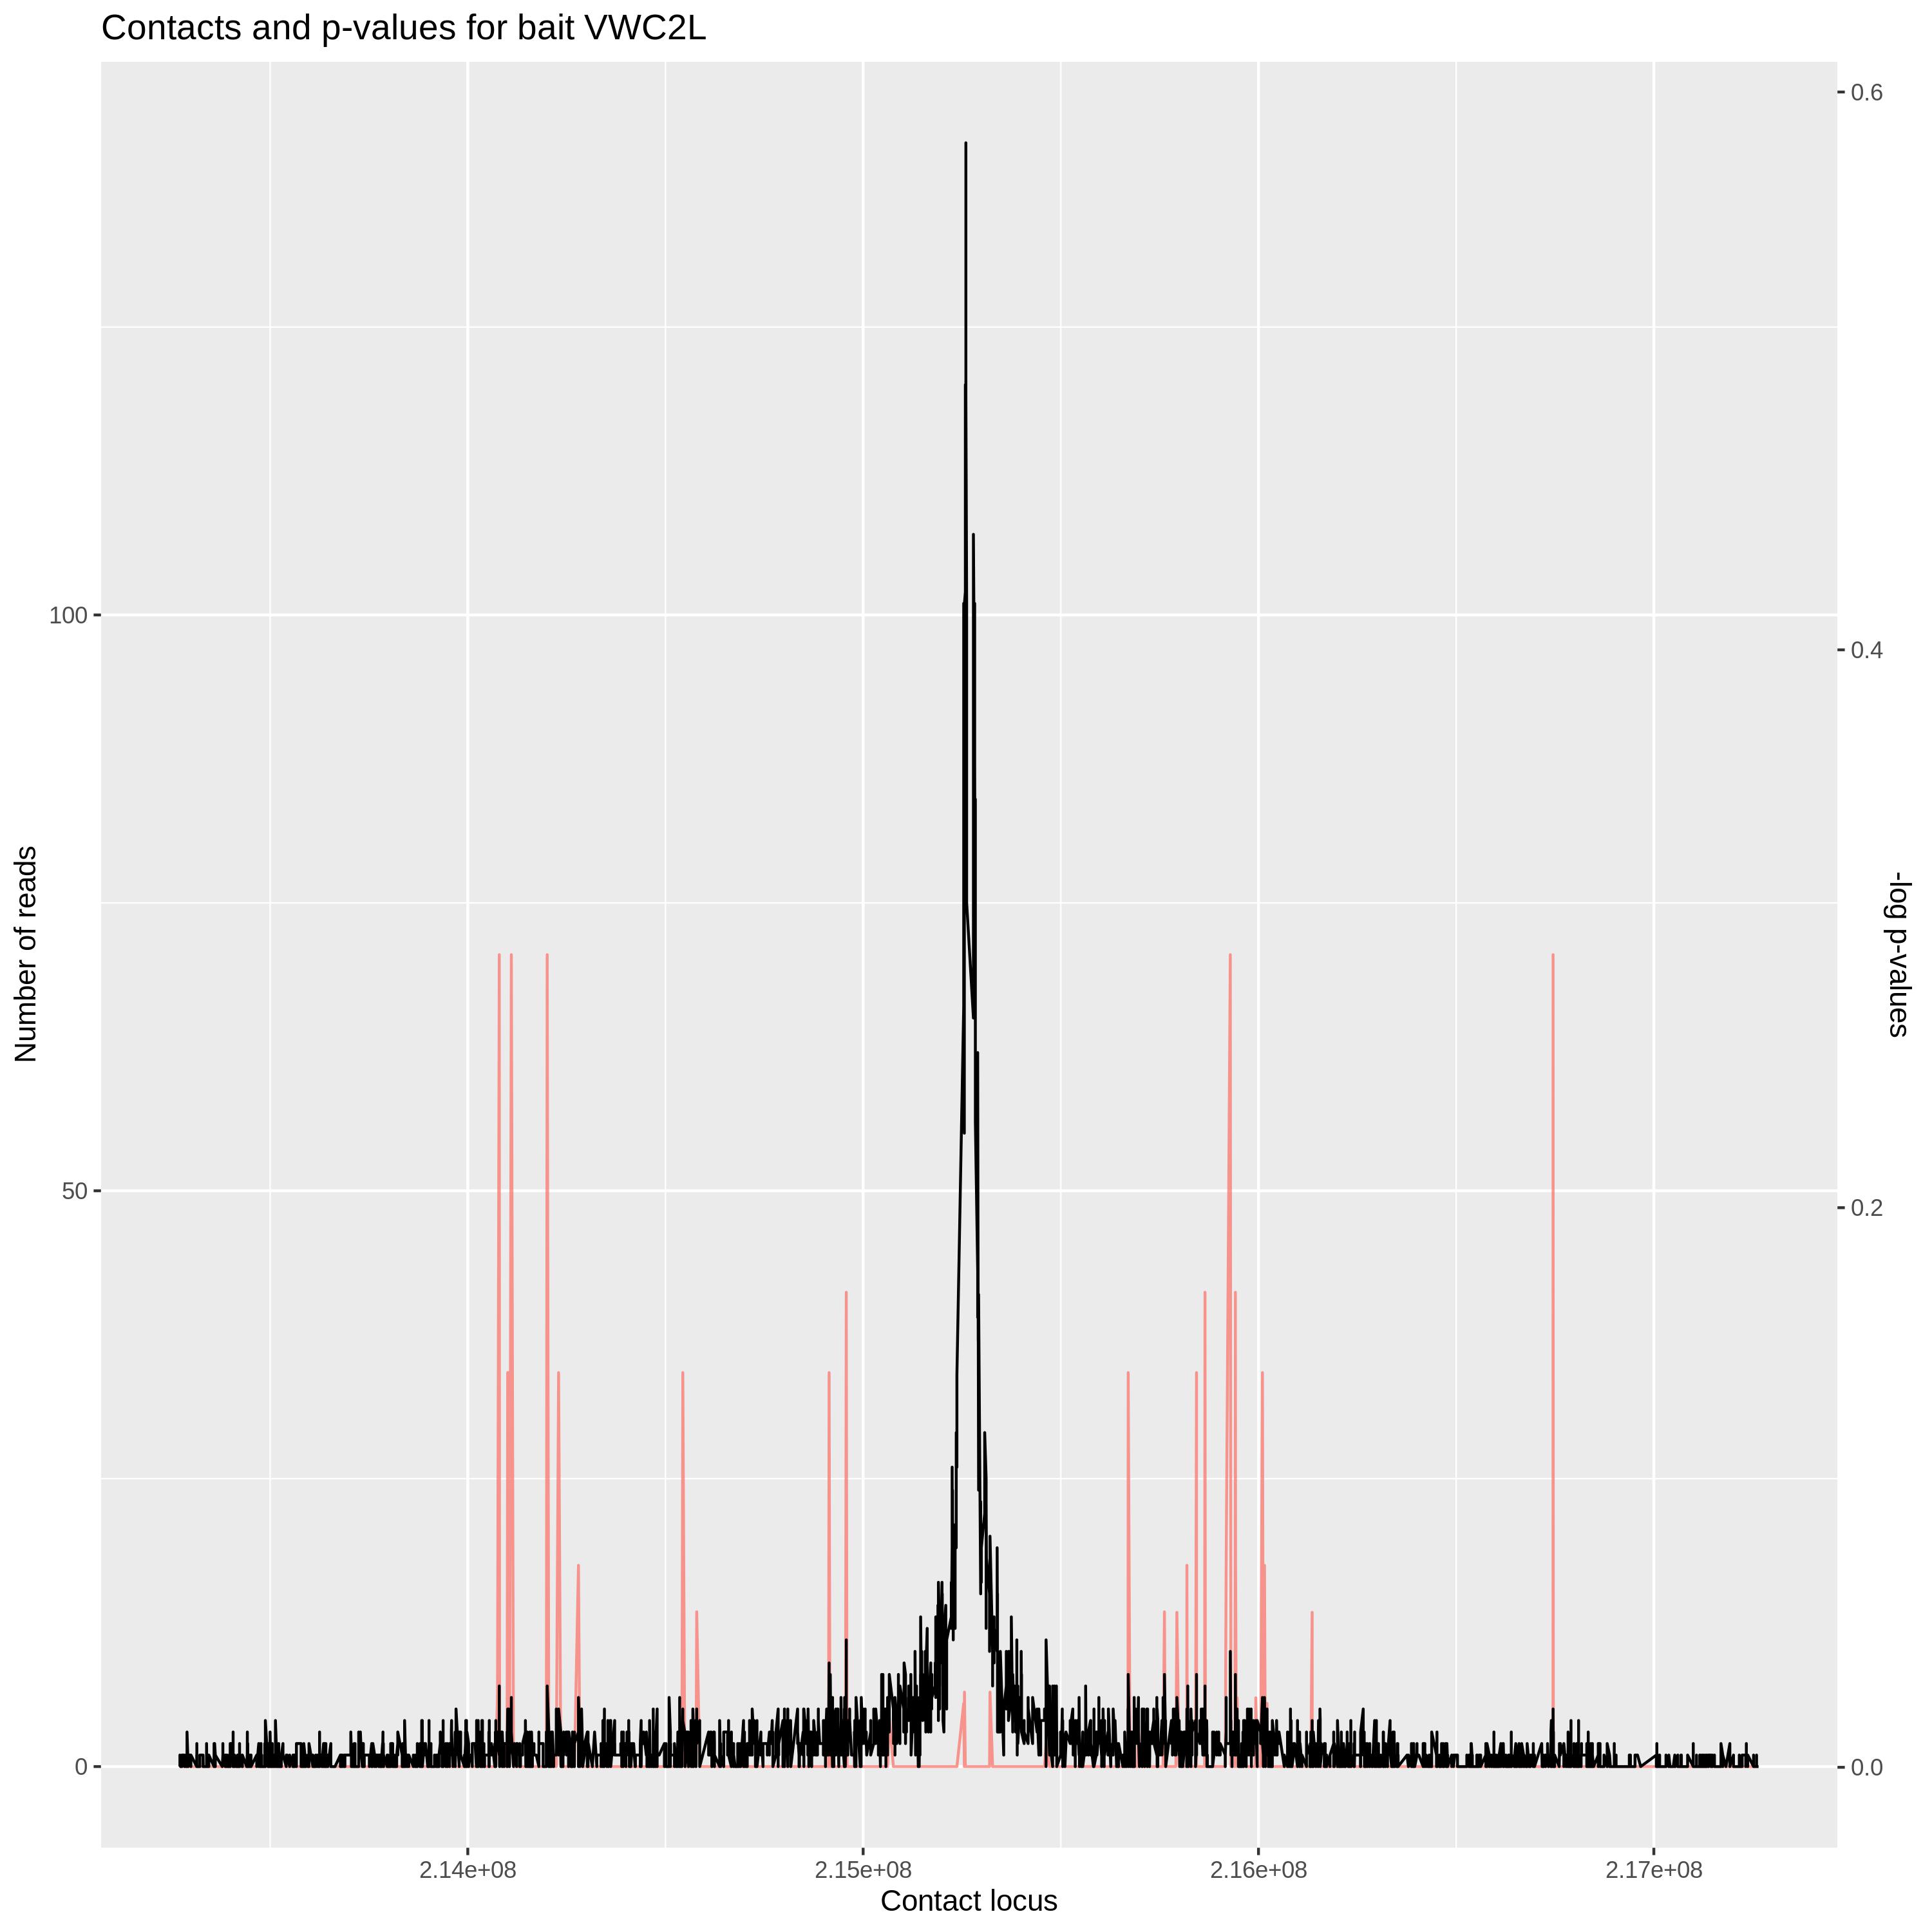 Contacts and p-values for bait VWC2L
Number of reads
100
50
0
0.6
0.4
0.2
0.0
-log p-values
2.14e+08 2.15e+08 2.16e+08 2.17e+08
Contact locus